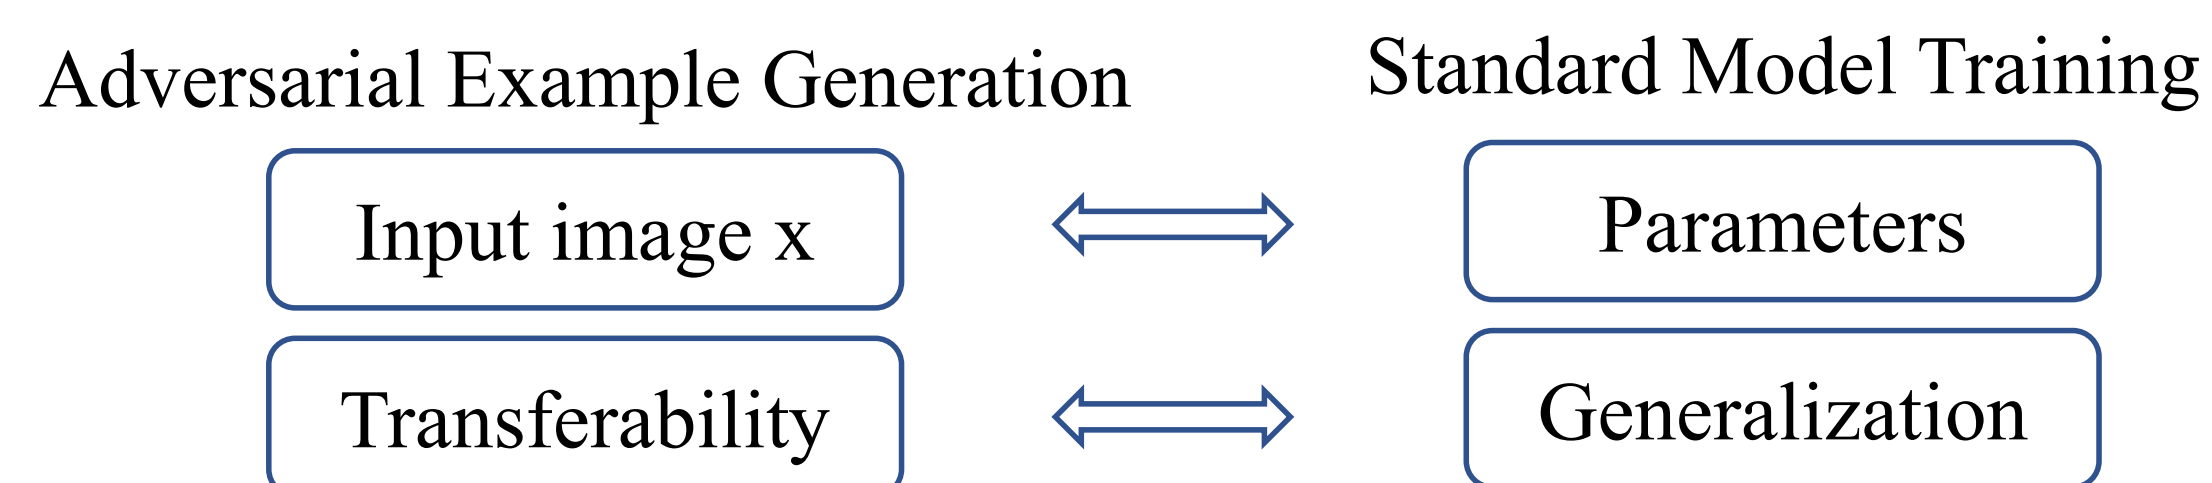 Adversarial Example Generation
Standard Model Training
Input image x
Parameters
Transferability
Generalization